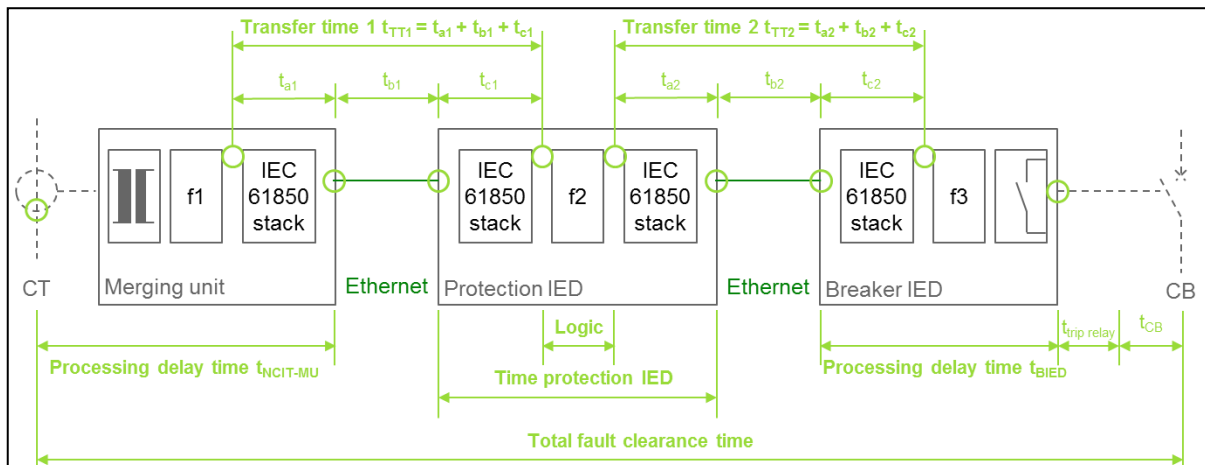 Transfer time 1 tTT1 = ta1 + tb1 + tc1
Transfer time 2 tTT2 = ta2 + tb2 + tc2
ta1
tb1
tc1
ta2
tb2
tc2
f1
IEC
61850
stack
IEC
61850
stack
f2
IEC
61850
stack
IEC
61850
stack
f3
CT
Merging unit
Ethernet
Protection IED
Ethernet
Breaker IED
CB
Logic
ttrip relay
tCB
Processing delay time tNCIT-MU
Time protection IED
Processing delay time tBIED
Total fault clearance time